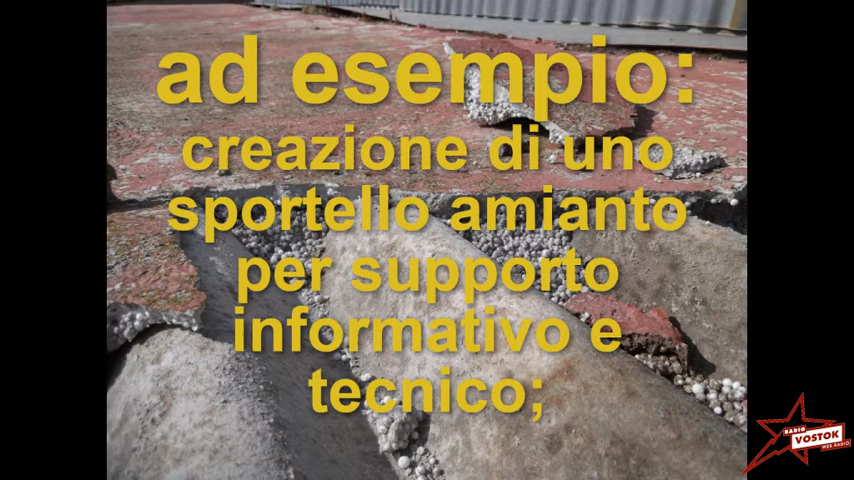 ad esempio:
creazione di uno
sportello amianto
per supporto
informativo e
tecnico;
RADIO
VOSTOK
WEB RADIO